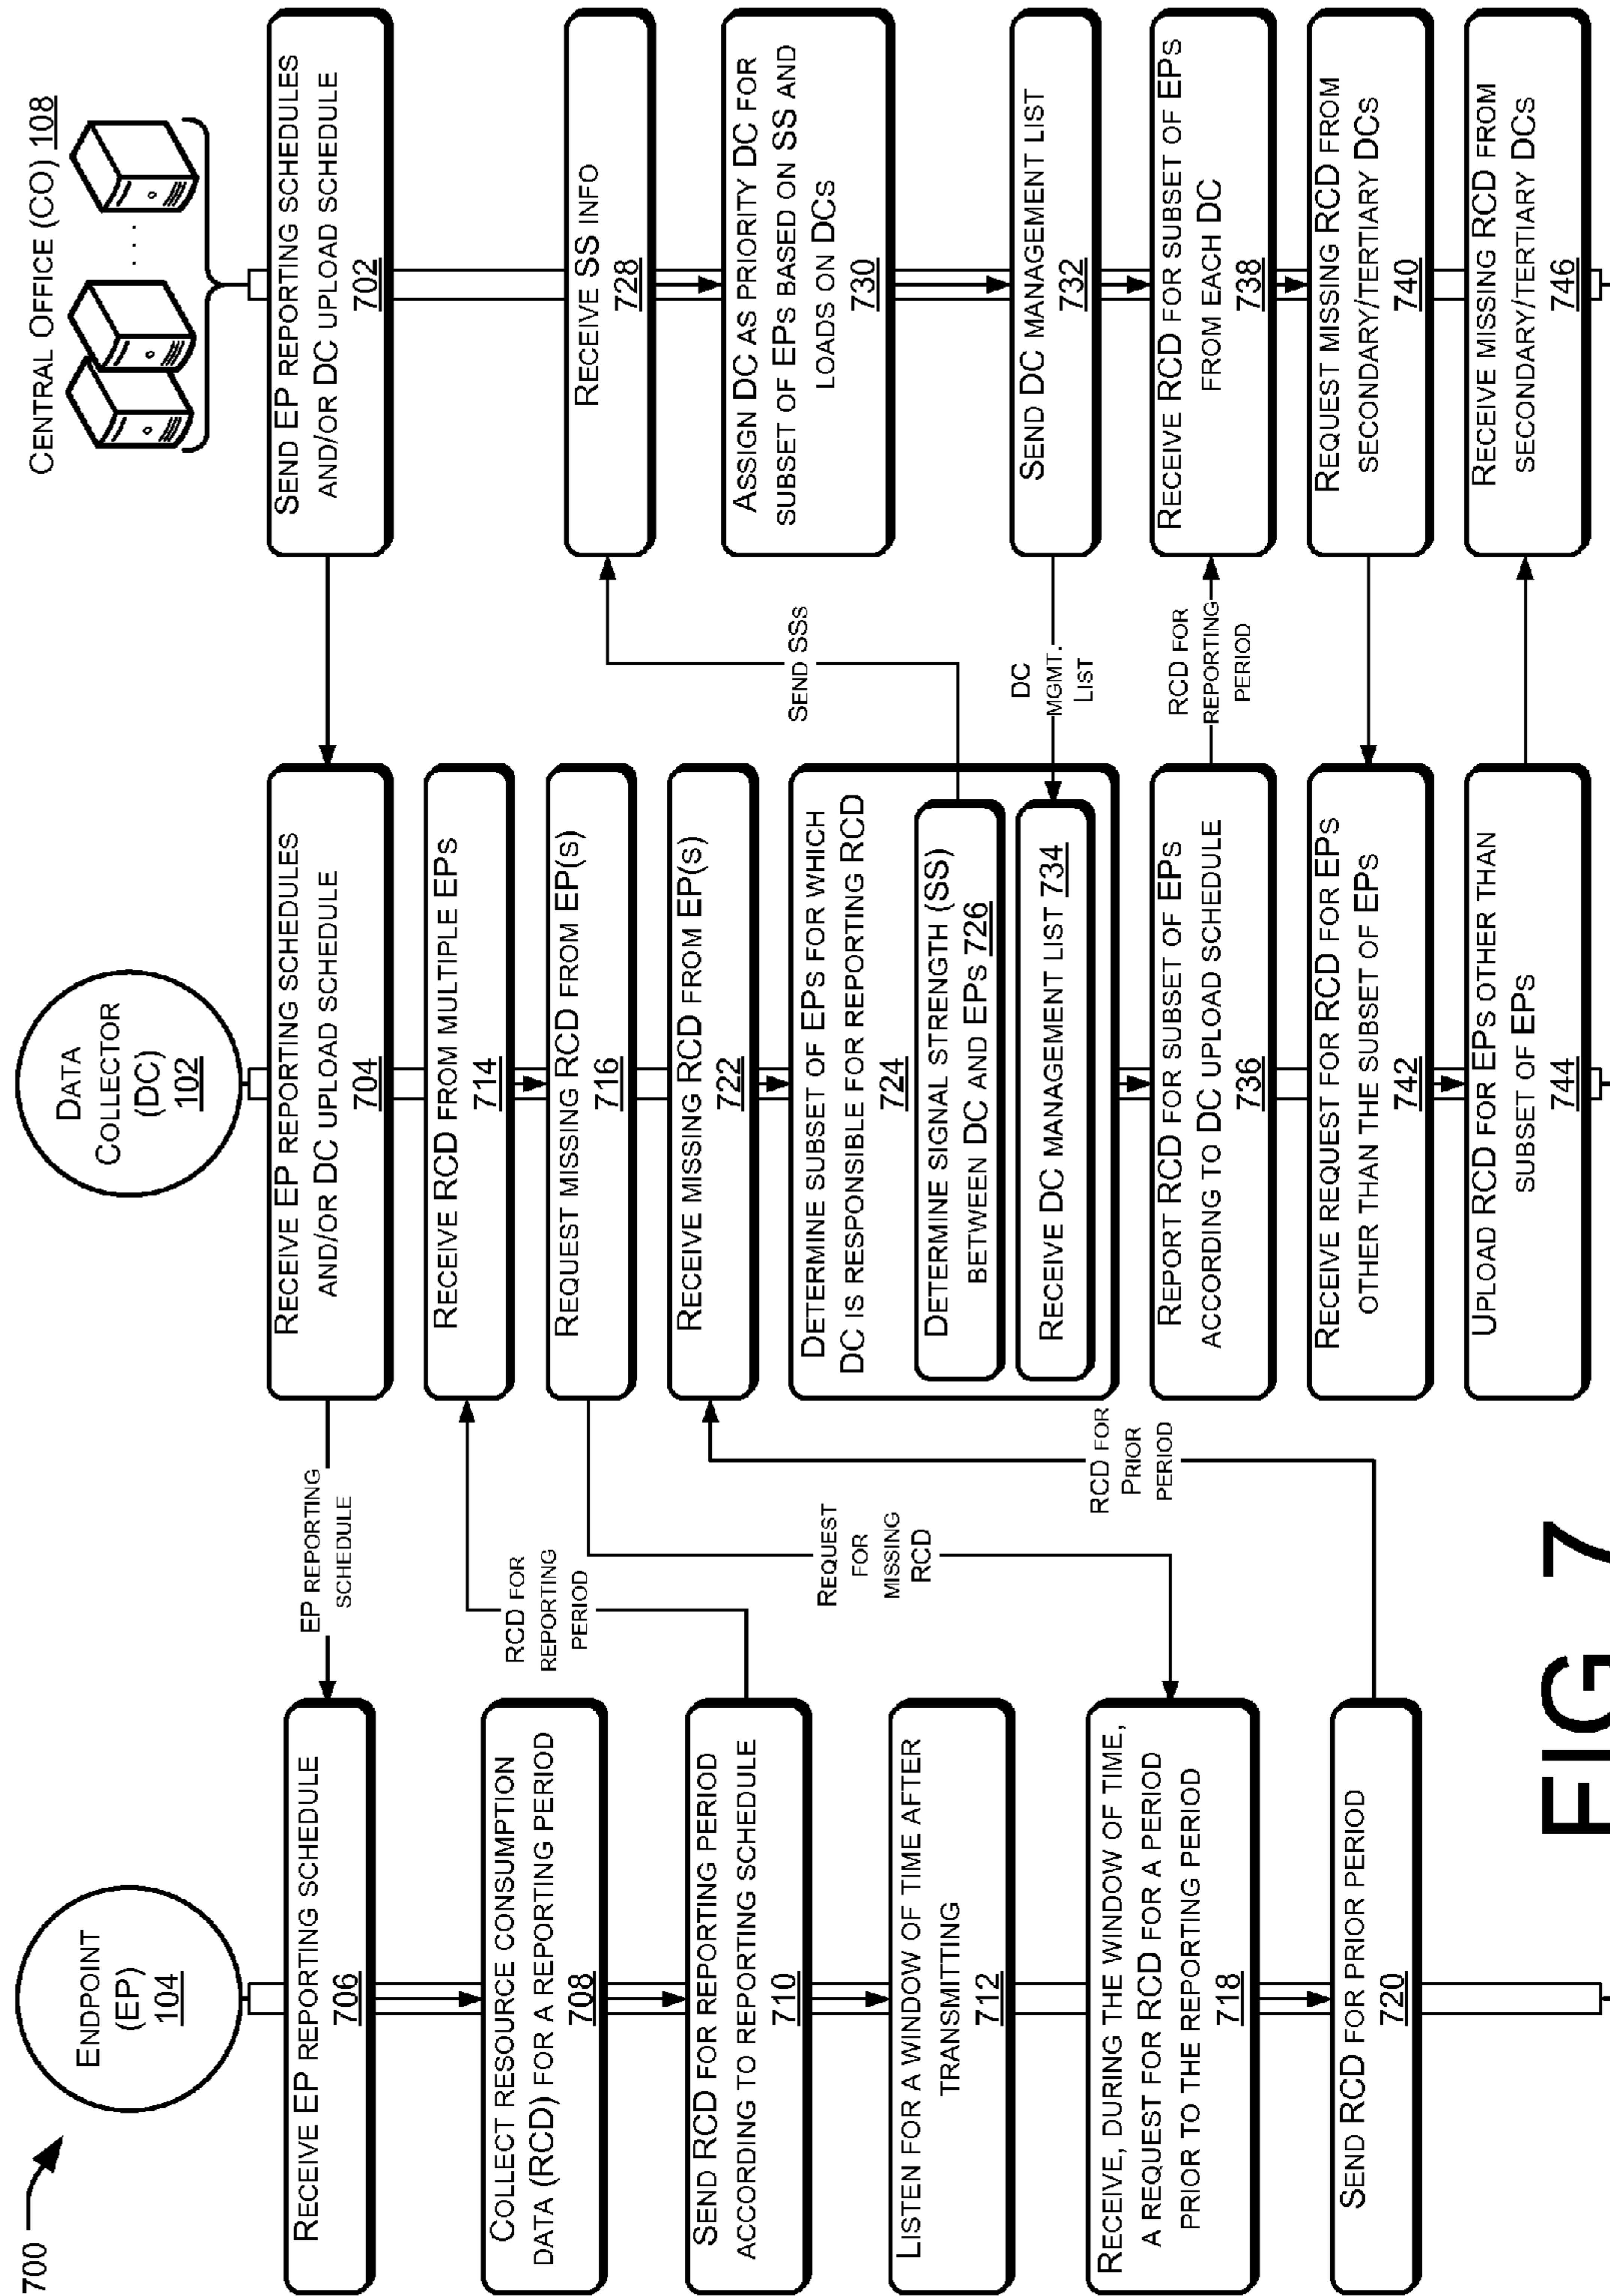 700
ENDPOINT
(EP)
104
RECEIVE EP REPORTING SCHEDULE
706
COLLECT RESOURCE CONSUMPTION
DATA (RCD) FOR A REPORTING PERIOD
708
SEND RCD FOR REPORTING PERIOD
ACCORDING TO REPORTING SCHEDULE
710
LISTEN FOR A WINDOW OF TIME AFTER
TRANSMITTING
712
RECEIVE, DURING THE WINDOW OF TIME,
A REQUEST FOR RCD FOR A PERIOD
PRIOR TO THE REPORTING PERIOD
718
SEND RCD FOR PRIOR PERIOD
720
EP REPORTING
SCHEDULE
RCD FOR
REPORTING
PERIOD
REQUEST
FOR
MISSING
RCD
RCD FOR
PRIOR
PERIOD
DATA
COLLECTOR
(DC)
102
RECEIVE EP REPORTING SCHEDULES
AND/OR DC UPLOAD SCHEDULE
704
RECEIVE RCD FROM MULTIPLE EPS
714
REQUEST MISSING RCD FROM EP(S)
716
RECEIVE MISSING RCD FROM EP(S)
722
DETERMINE SUBSET OF EPS FOR WHICH
DC IS RESPONSIBLE FOR REPORTING RCD
724
DETERMINE SIGNAL STRENGTH (SS)
BETWEEN DC AND EPS 726
RECEIVE DC MANAGEMENT LIST 734
REPORT RCD FOR SUBSET OF EPS
ACCORDING TO DC UPLOAD SCHEDULE
736
RECEIVE REQUEST FOR RCD FOR EPS
OTHER THAN THE SUBSET OF EPS
742
UPLOAD RCD FOR EPS OTHER THAN
SUBSET OF EPS
744
SEND SSS
DC
MGMT.
LIST
RCD FOR
REPORTING
PERIOD
CENTRAL OFFICE (CO) 108
. . . .
SEND EP REPORTING SCHEDULES
AND/OR DC UPLOAD SCHEDULE
702
RECEIVE SS INFO
728
ASSIGN DC AS PRIORITY DC FOR
SUBSET OF EPS BASED ON SS AND
LOADS ON DCS
730
SEND DC MANAGEMENT LIST
732
RECEIVE RCD FOR SUBSET OF EPS
FROM EACH DC
738
REQUEST MISSING RCD FROM
SECONDARY/TERTIARY DCS
740
RECEIVE MISSING RCD FROM
SECONDARY/TERTIARY DCS
746
FIG 7